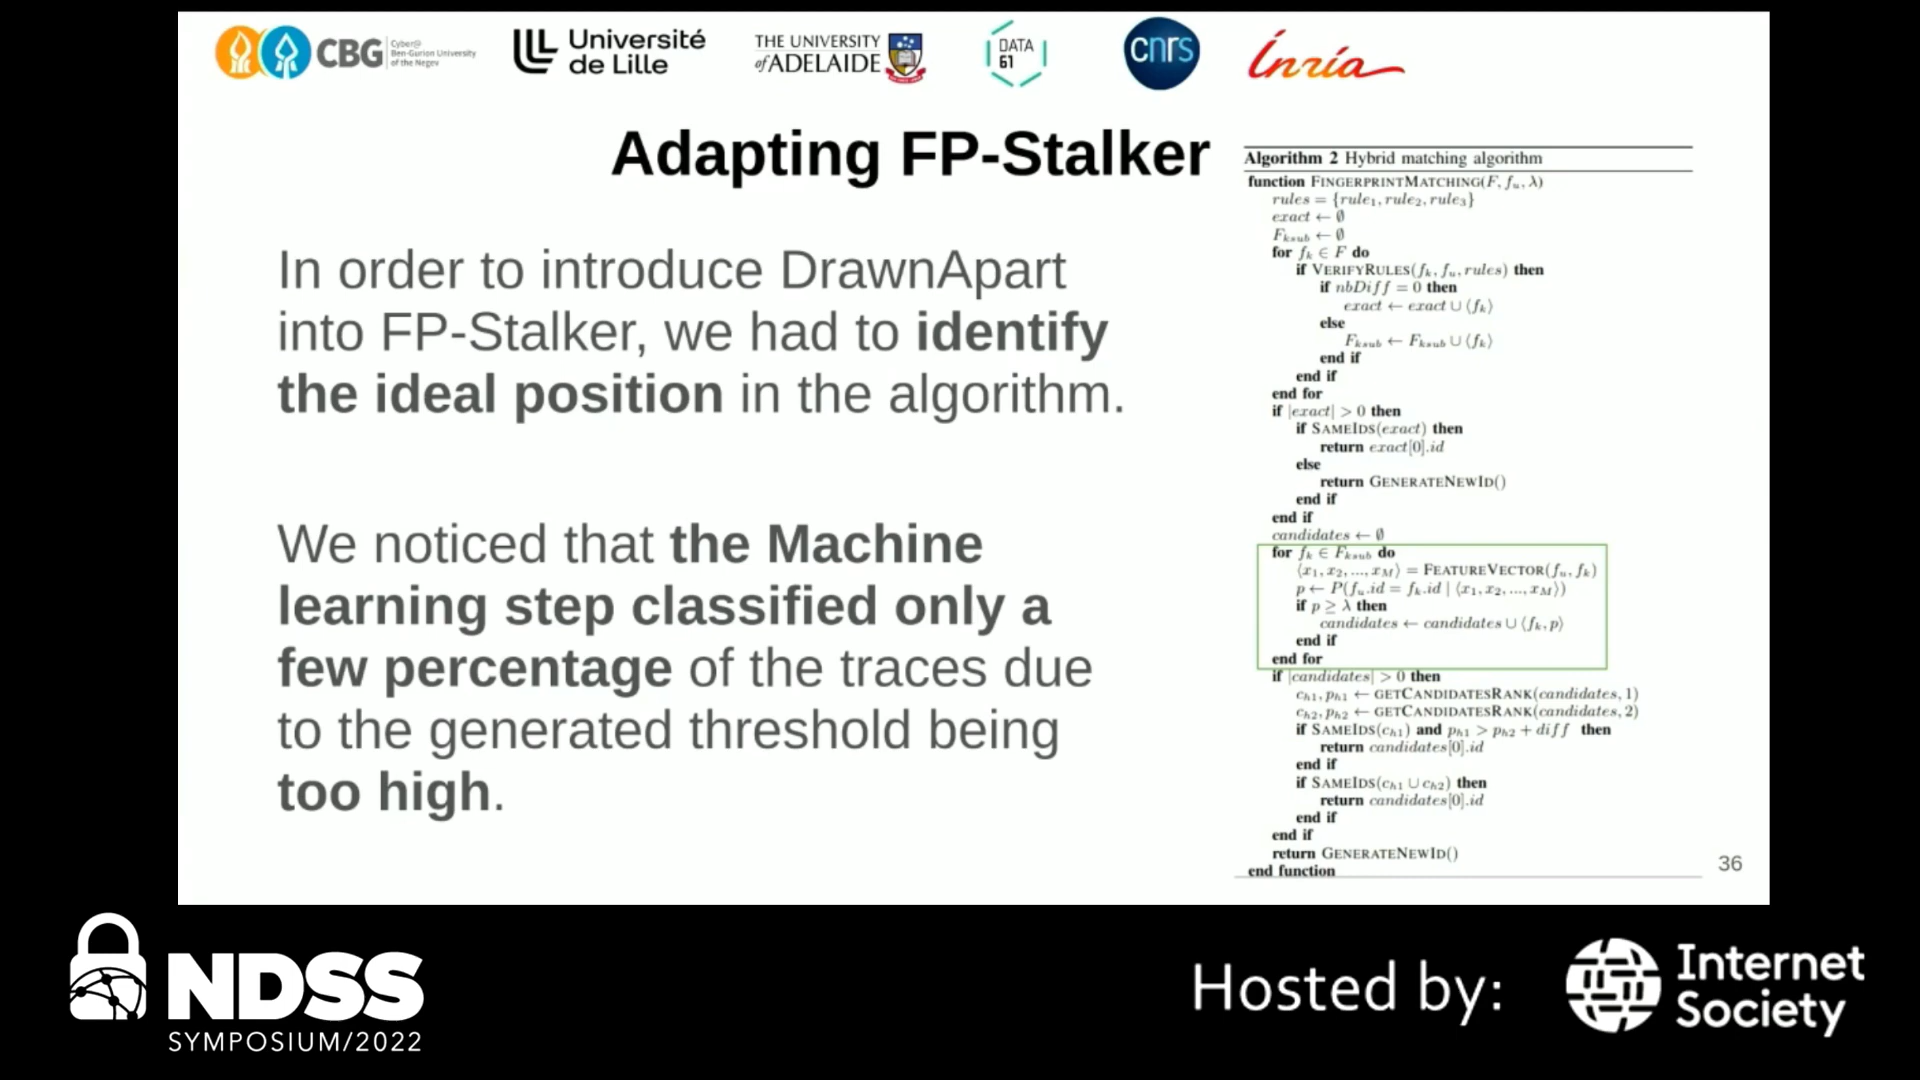 CBG
Cyber@
Ben-Gurion University
of the Negev
Université
de Lille
THE UNIVERSITY
of ADELAIDE
DATA
61
cnrs
Inría
Adapting FP-Stalker
In order to introduce DrawnApart
into FP-Stalker, we had to identify
the ideal position in the algorithm.
We noticed that the Machine
learning step classified only a
few percentage of the traces due
to the generated threshold being
too high.
Algorithm 2 Hybrid matching algorithm
function FINGERPRINTMATCHING(F, fu, λ)
rules = {rule1, rule2, rule3}
exact ← ∅
Fksub ← ∅
for fk ∈ F do
if VERIFYRULES(fk, fu, rules) then
if nbDiff = 0 then
exact ← exact ∪ ⟨fk⟩
else
Fksub ← Fksub ∪ ⟨fk⟩
end if
end if
end for
if |exact| > 0 then
if SAMEIDS(exact) then
return exact[0].id
else
return GENERATENEWID()
end if
end if
candidates ← ∅
for fk ∈ Fksub do
⟨x1, x2, ..., xM⟩ = FEATUREVECTOR(fu, fk)
p ← P(fu.id = fk.id | ⟨x1, x2, ..., xM⟩)
if p ≥ λ then
candidates ← candidates ∪ ⟨fk, p⟩
end if
end for
if |candidates| > 0 then
ch1, ph1 ← GETCANDIDATESRANK(candidates, 1)
ch2, ph2 ← GETCANDIDATESRANK(candidates, 2)
if SAMEIDS(ch1) and ph1 > ph2 + diff then
return candidates[0].id
end if
if SAMEIDS(ch1 ∪ ch2) then
return candidates[0].id
end if
end if
return GENERATENEWID()
end function
36
NDSS
SYMPOSIUM/2022
Hosted by:
Internet
Society